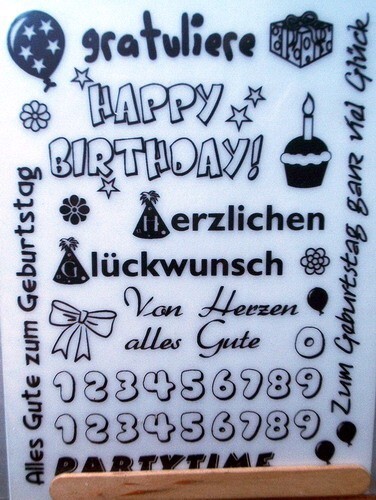 gratuliere
HAPPY
BIRTHDAY!
Herzlichen
Glückwunsch
Von Herzen
alles Gute
0
123456789
123456789
PARTYTIME
Alles Gute zum Geburtstag
Zum Geburtstag ganz viel Glück